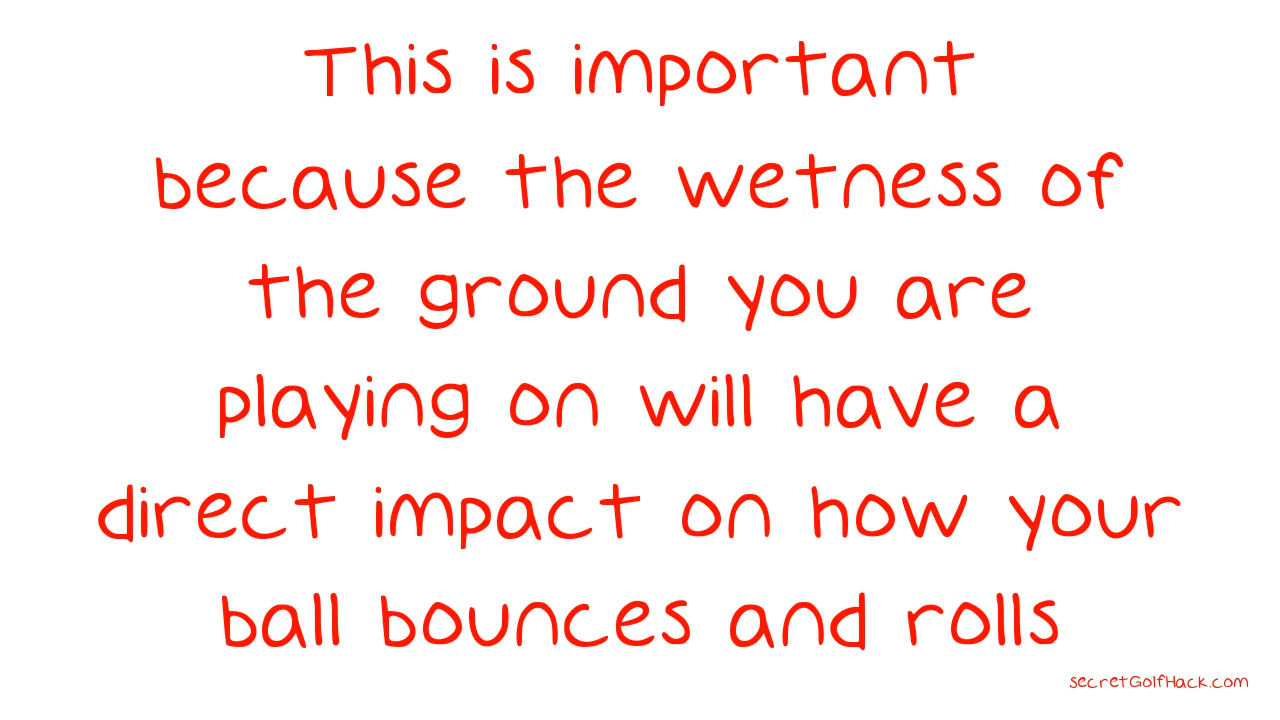 This is important
because the wetness of
the ground you are
playing on will have a
direct impact on how your
ball bounces and rolls
secretGolfHack.com